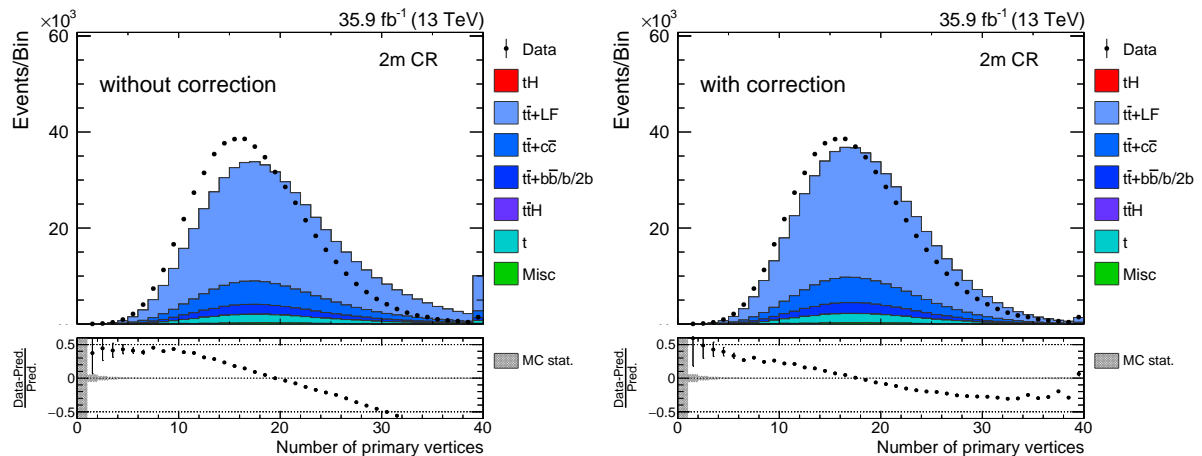 ×10³ 35.9 fb⁻¹ (13 TeV)
Events/Bin
60
40
20
without correction
2m CR
Data
tH
tt̄+LF
tt̄+cc̄
tt̄+bb̄/b/2b
tt̄H
t
Misc
Data-Pred.
Pred.
0.5
0
−0.5
MC stat.
0 10 20 30 40
Number of primary vertices
×10³ 35.9 fb⁻¹ (13 TeV)
Events/Bin
60
40
20
with correction
2m CR
Data
tH
tt̄+LF
tt̄+cc̄
tt̄+bb̄/b/2b
tt̄H
t
Misc
Data-Pred.
Pred.
0.5
0
−0.5
MC stat.
0 10 20 30 40
Number of primary vertices